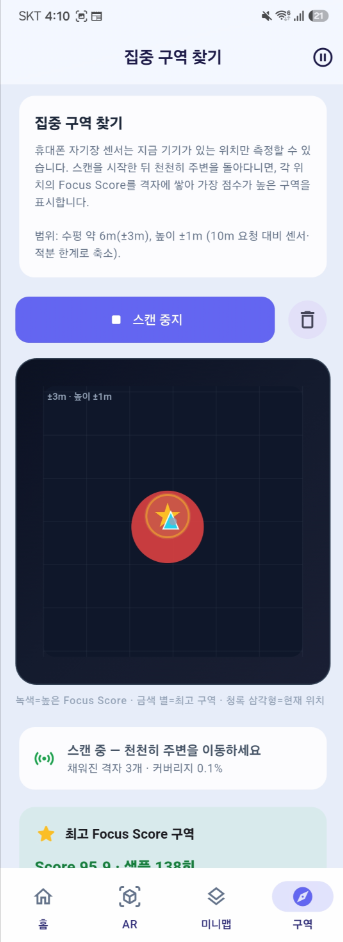 SKT 4:10
21
집중 구역 찾기
집중 구역 찾기
휴대폰 자기장 센서는 지금 기기가 있는 위치만 측정할 수 있
습니다. 스캔을 시작한 뒤 천천히 주변을 돌아다니면, 각 위
치의 Focus Score를 격자에 쌓아 가장 점수가 높은 구역을
표시합니다.
범위: 수평 약 6m(±3m), 높이 ±1m (10m 요청 대비 센서·
적분 한계로 축소).
스캔 중지
±3m · 높이 ±1m
녹색=높은 Focus Score · 금색 별=최고 구역 · 청록 삼각형=현재 위치
스캔 중 — 천천히 주변을 이동하세요
채워진 격자 3개 · 커버리지 0.1%
최고 Focus Score 구역
Score 95.9 · 샘플 138회
홈
AR
미니맵
구역